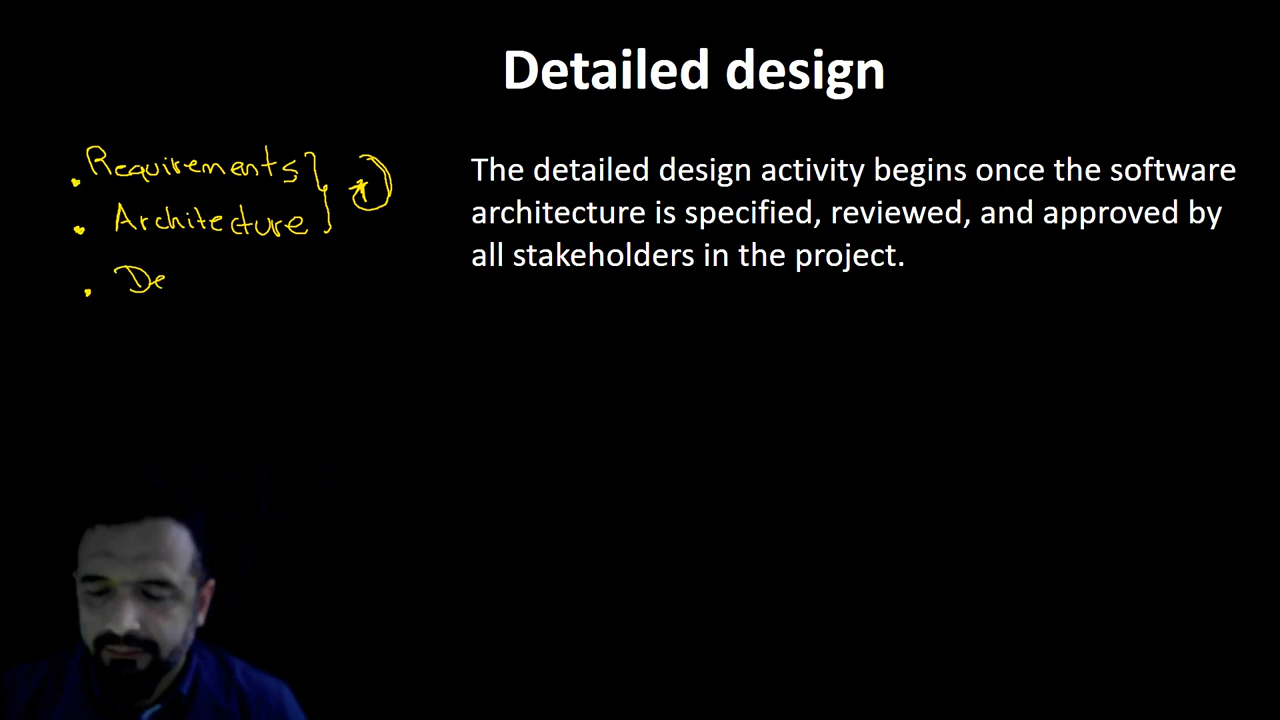 Detailed design
. Requirements
. Architecture
. De
The detailed design activity begins once the software
architecture is specified, reviewed, and approved by
all stakeholders in the project.